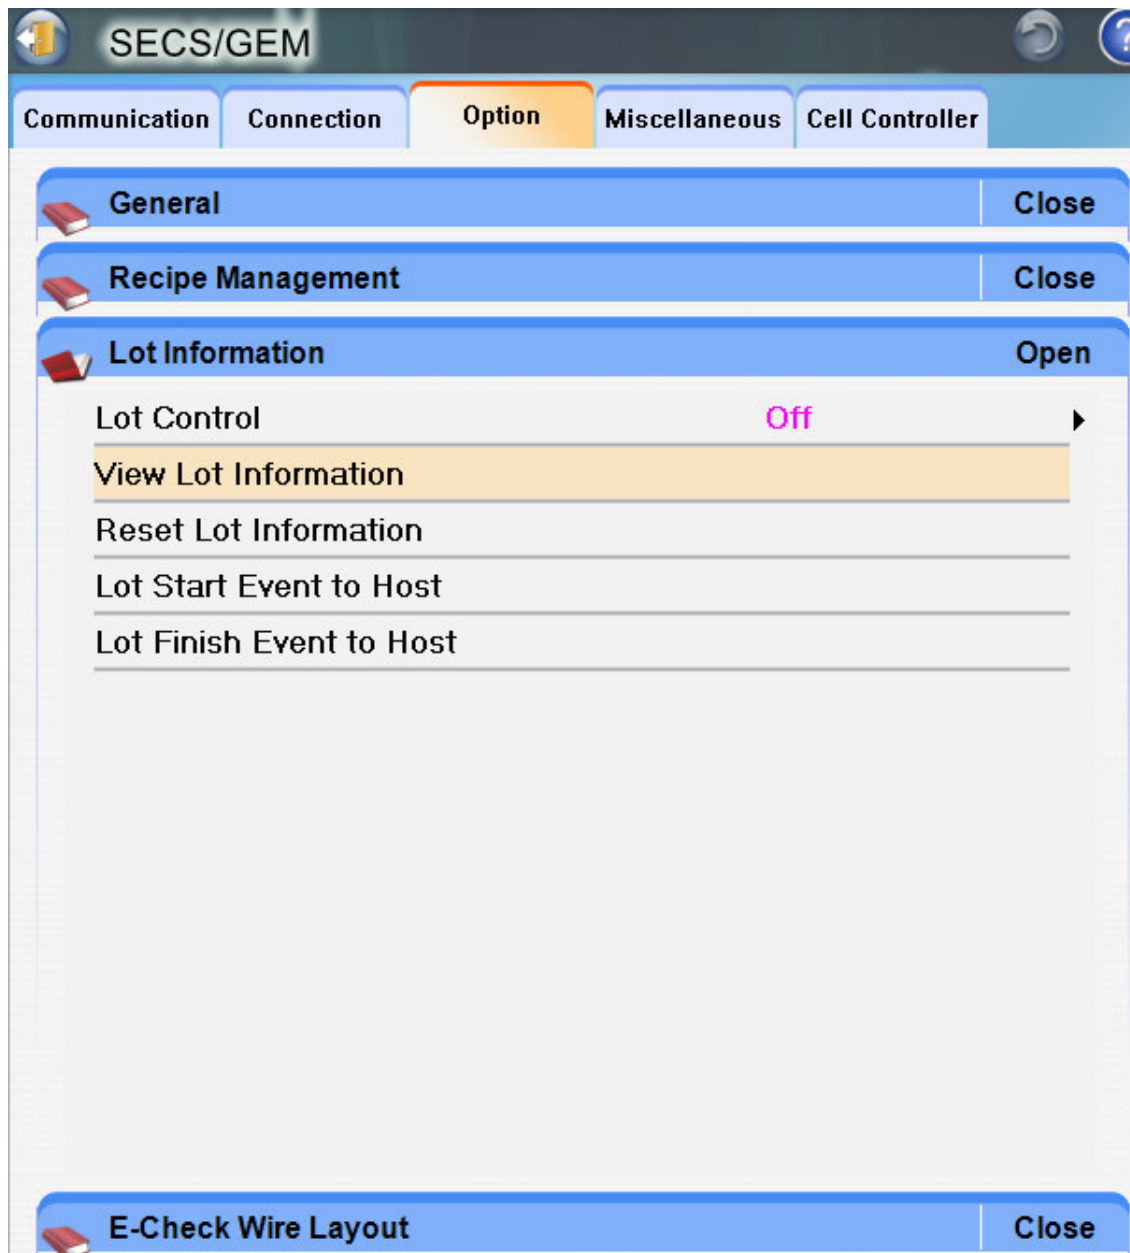 SECS/GEM
?
Communication Connection Option Miscellaneous Cell Controller
General Close
Recipe Management Close
Lot Information Open
Lot Control Off
View Lot Information
Reset Lot Information
Lot Start Event to Host
Lot Finish Event to Host
E-Check Wire Layout Close